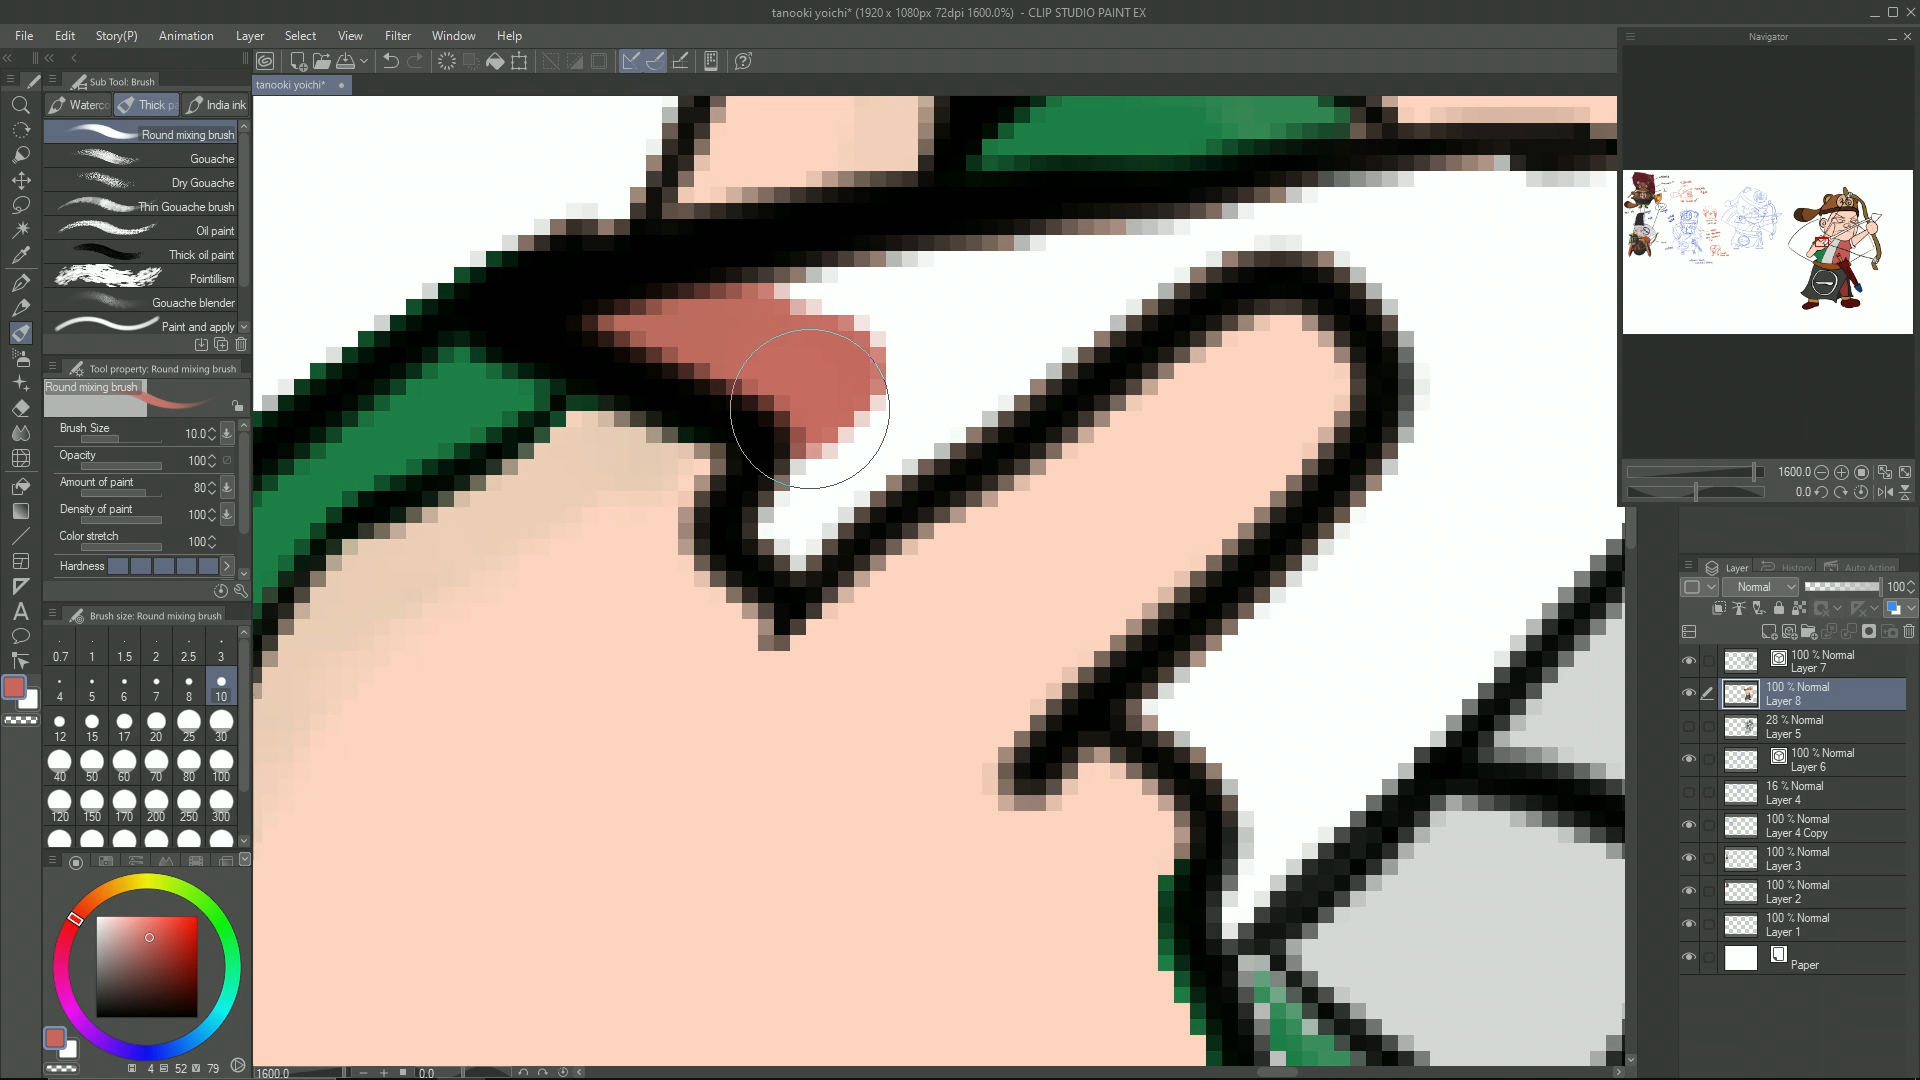 tanooki yoichi* (1920 x 1080px 72dpi 1600.0%) - CLIP STUDIO PAINT EX
File Edit Story(P) Animation Layer Select View Filter Window Help
Navigator
Sub Tool: Brush
tanooki yoichi*
Waterco Thick pa India ink
Round mixing brush
Gouache
Dry Gouache
Thin Gouache brush
Oil paint
Thick oil paint
Pointillism
Gouache blender
Paint and apply
Tool property: Round mixing brush
Round mixing brush
Brush Size 10.0
Opacity 100
Amount of paint 80
Density of paint 100
Color stretch 100
Hardness
Brush size: Round mixing brush
0.7 1 1.5 2 2.5 3
4 5 6 7 8 10
12 15 17 20 25 30
40 50 60 70 80 100
120 150 170 200 250 300
4 52 79
1600.0 0.0
1600.0
0.0
Layer History Auto Action
Normal 100
100 % Normal
Layer 7
100 % Normal
Layer 8
28 % Normal
Layer 5
100 % Normal
Layer 6
16 % Normal
Layer 4
100 % Normal
Layer 4 Copy
100 % Normal
Layer 3
100 % Normal
Layer 2
100 % Normal
Layer 1
Paper